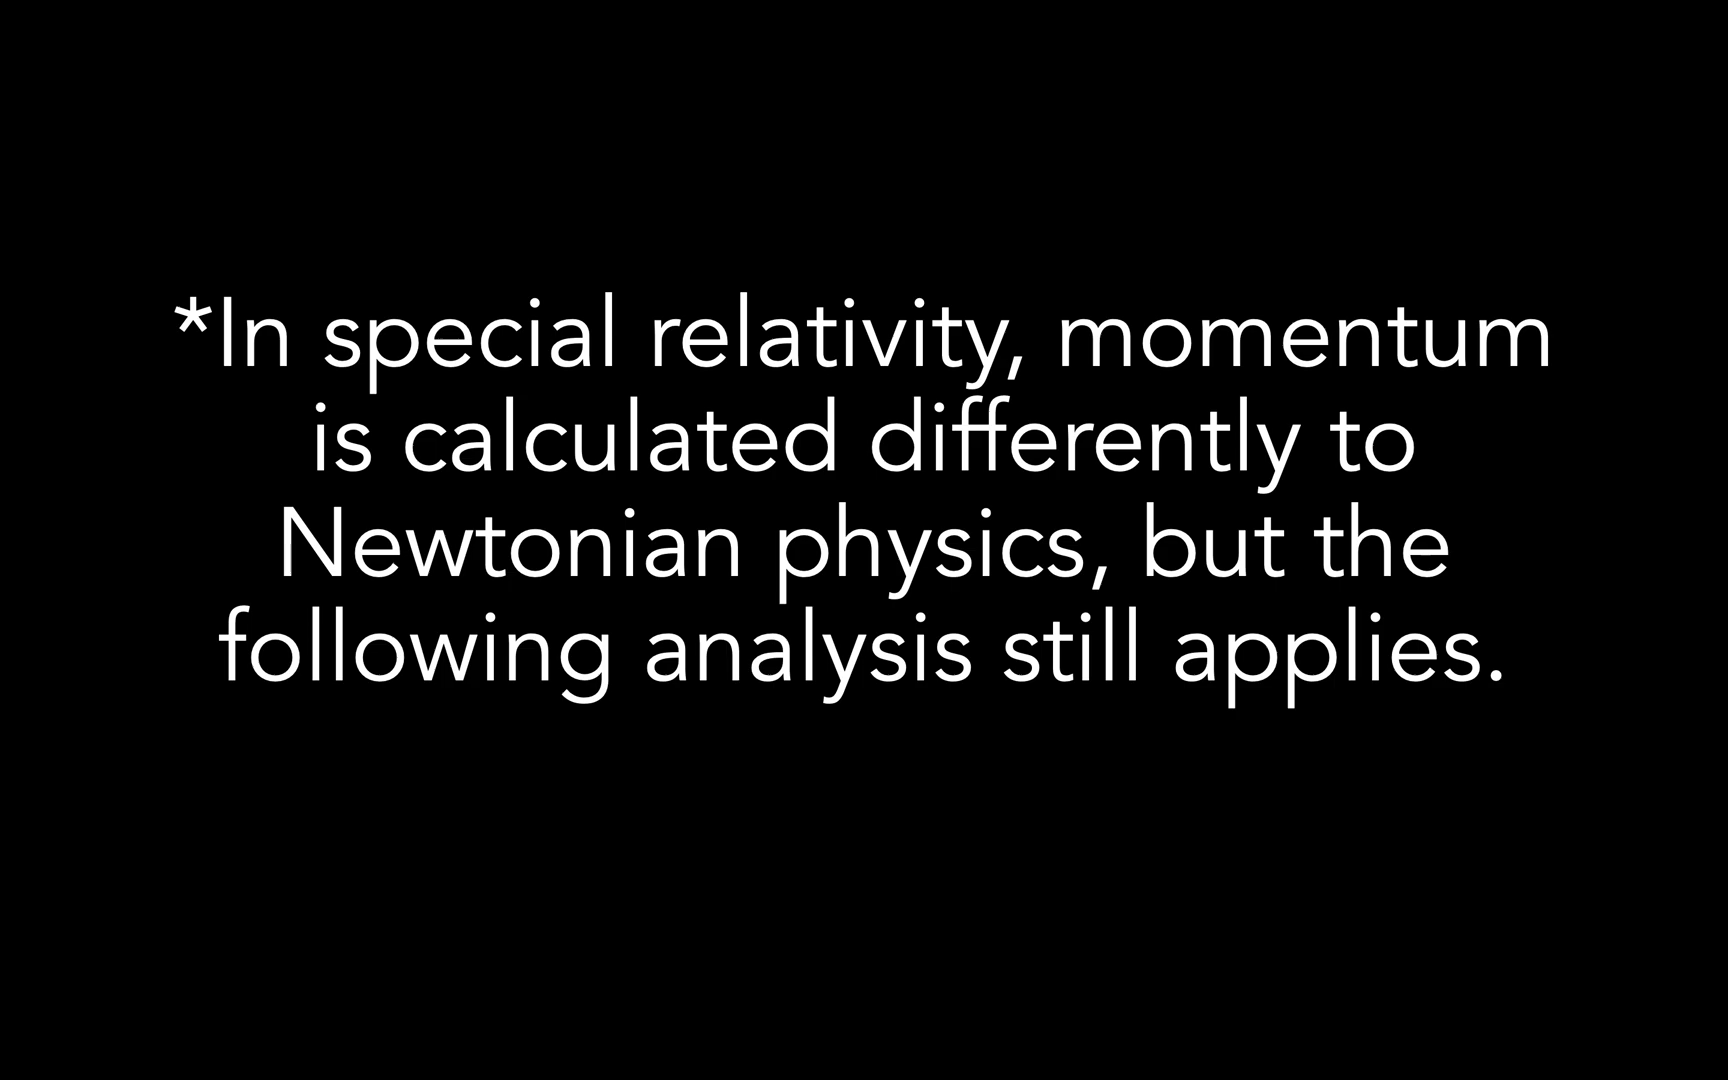 *In special relativity, momentum
is calculated differently to
Newtonian physics, but the
following analysis still applies.